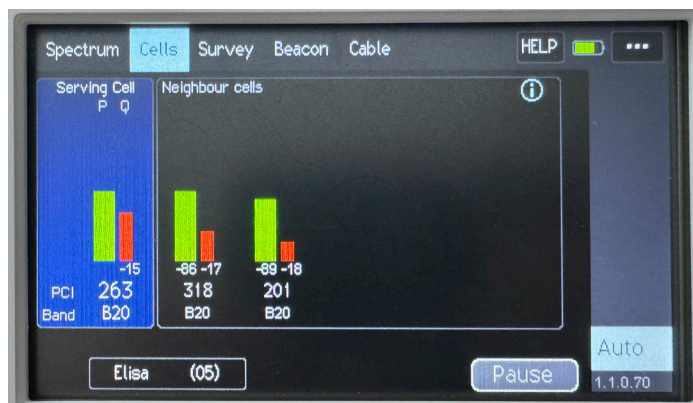 Spectrum Cells Survey Beacon Cable HELP •••
Serving Cell
P Q
Neighbour cells
i
-15 -86 -17 -89 -18
PCI 263 318 201
Band B20 B20 B20
Elisa (05)
Pause
Auto
1.1.0.70